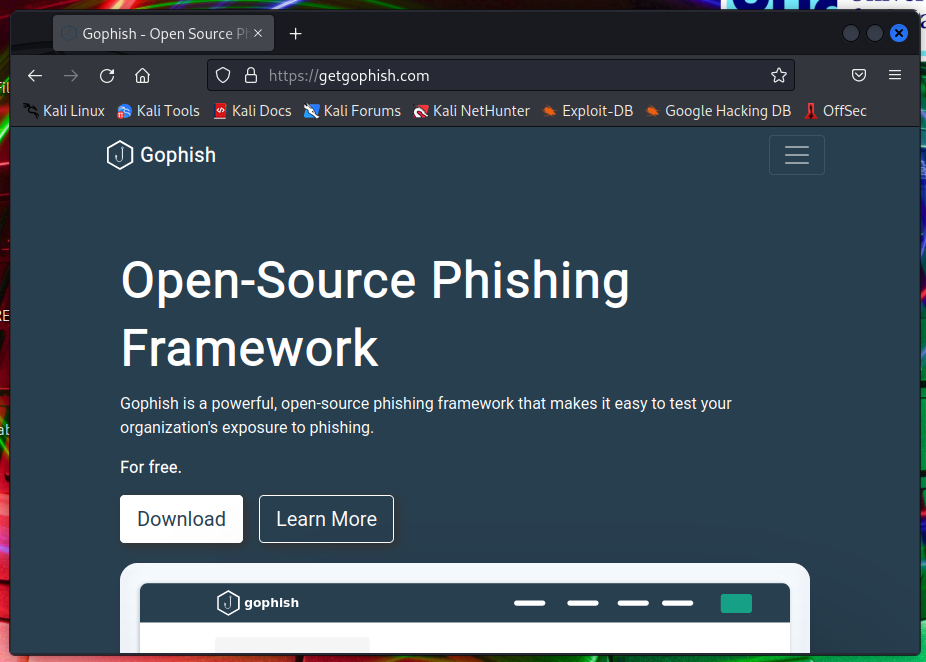 Gophish - Open Source Ph
https://getgophish.com
Kali Linux Kali Tools Kali Docs Kali Forums Kali NetHunter Exploit-DB Google Hacking DB OffSec
Gophish
Open-Source Phishing
Framework
Gophish is a powerful, open-source phishing framework that makes it easy to test your
organization's exposure to phishing.
For free.
Download Learn More
gophish